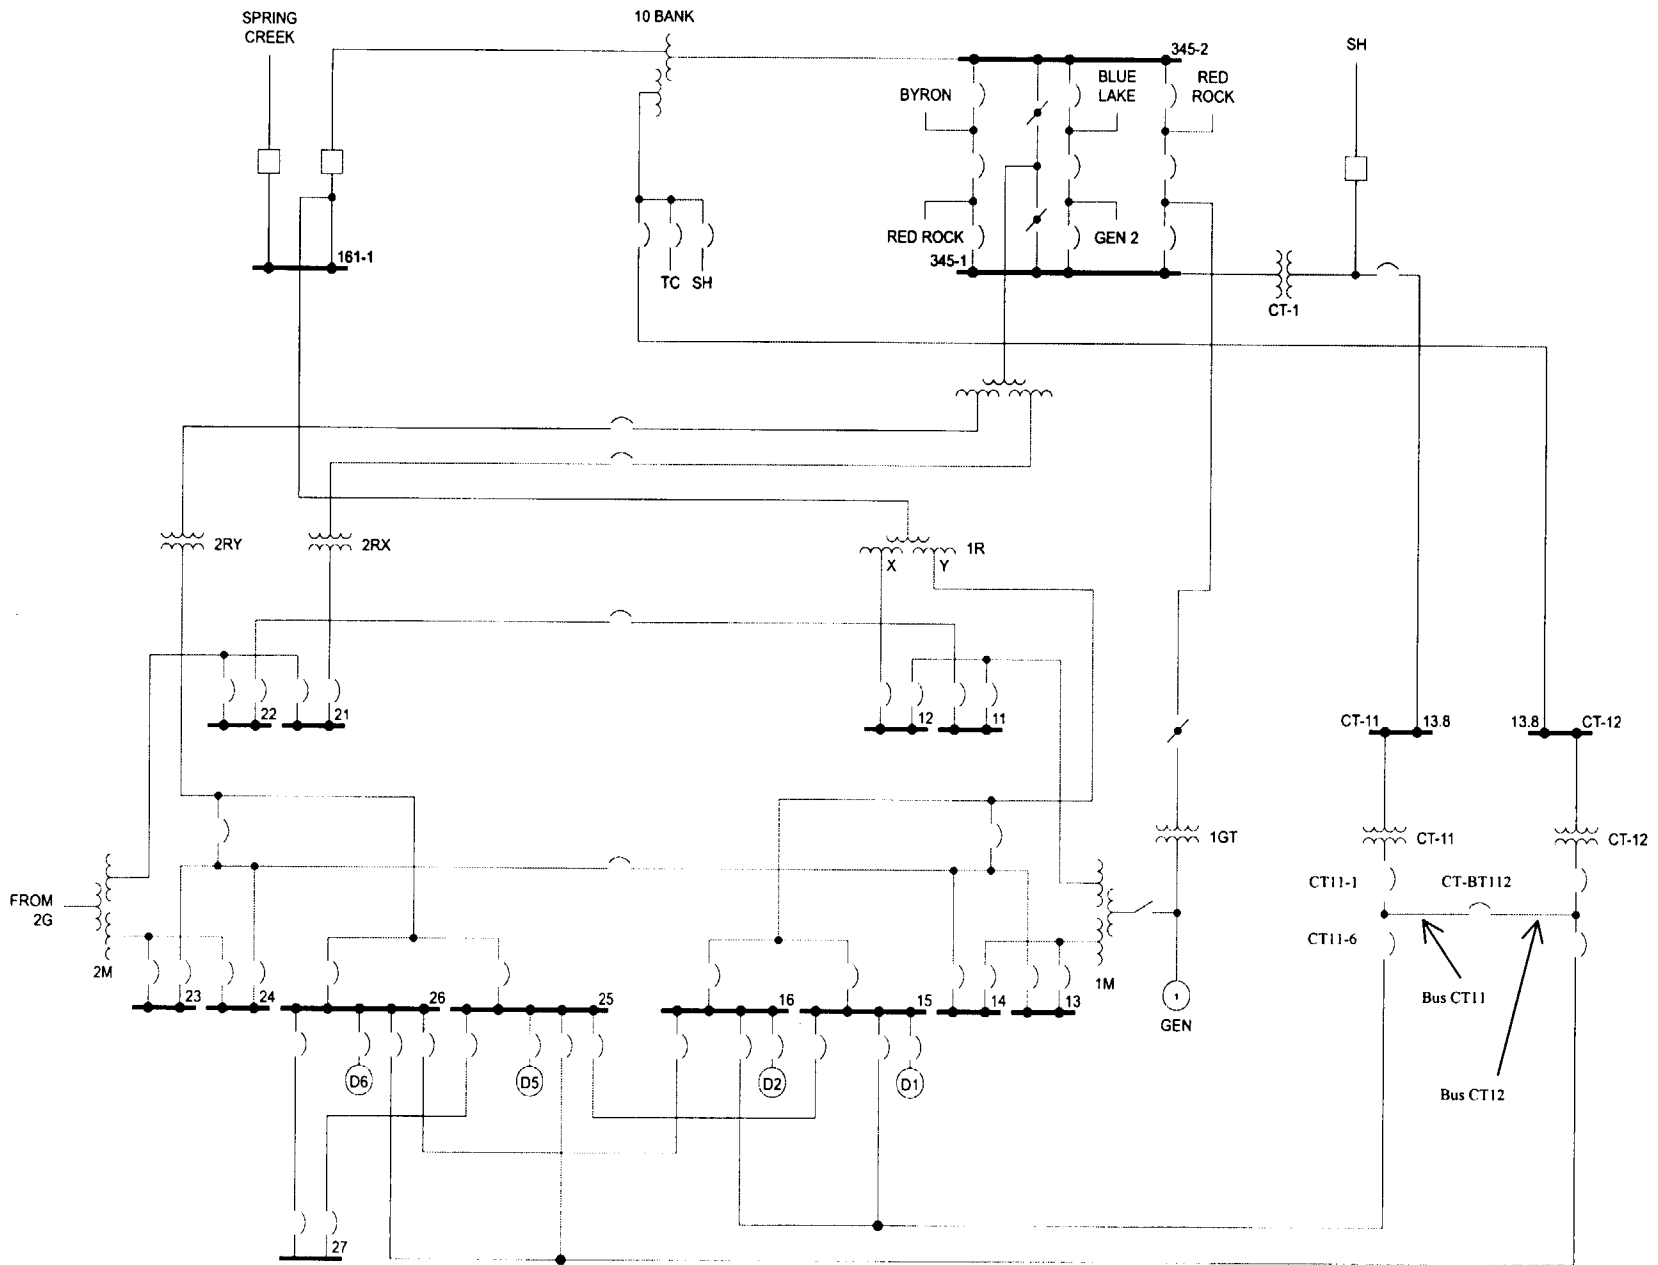 SPRING
CREEK
10 BANK
345-2
SH
BYRON
BLUE
LAKE
RED
ROCK
RED ROCK
GEN 2
345-1
161-1
TC
SH
CT-1
2RY
2RX
1R
X
Y
22
21
12
11
CT-11
13.8
13.8
CT-12
1GT
CT-11
CT-12
FROM
2G
2M
CT11-1
CT-BT112
CT11-6
1M
23
24
26
25
16
15
14
13
1
GEN
Bus CT11
D6
D5
D2
D1
Bus CT12
27